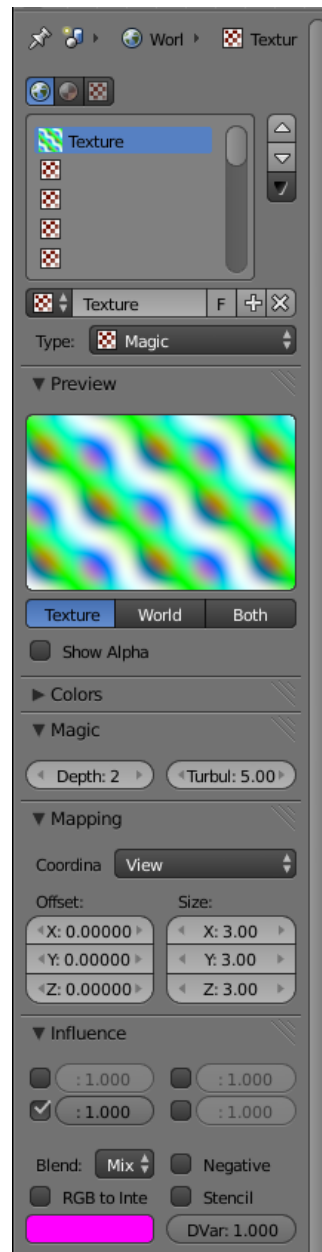 Worl Textur
Texture
Texture F
Type: Magic
Preview
Texture World Both
Show Alpha
Colors
Magic
Depth: 2 Turbul: 5.00
Mapping
Coordina View
Offset: Size:
X: 0.00000 X: 3.00
Y: 0.00000 Y: 3.00
Z: 0.00000 Z: 3.00
Influence
: 1.000 : 1.000
: 1.000 : 1.000
Blend: Mix Negative
RGB to Inte Stencil
DVar: 1.000